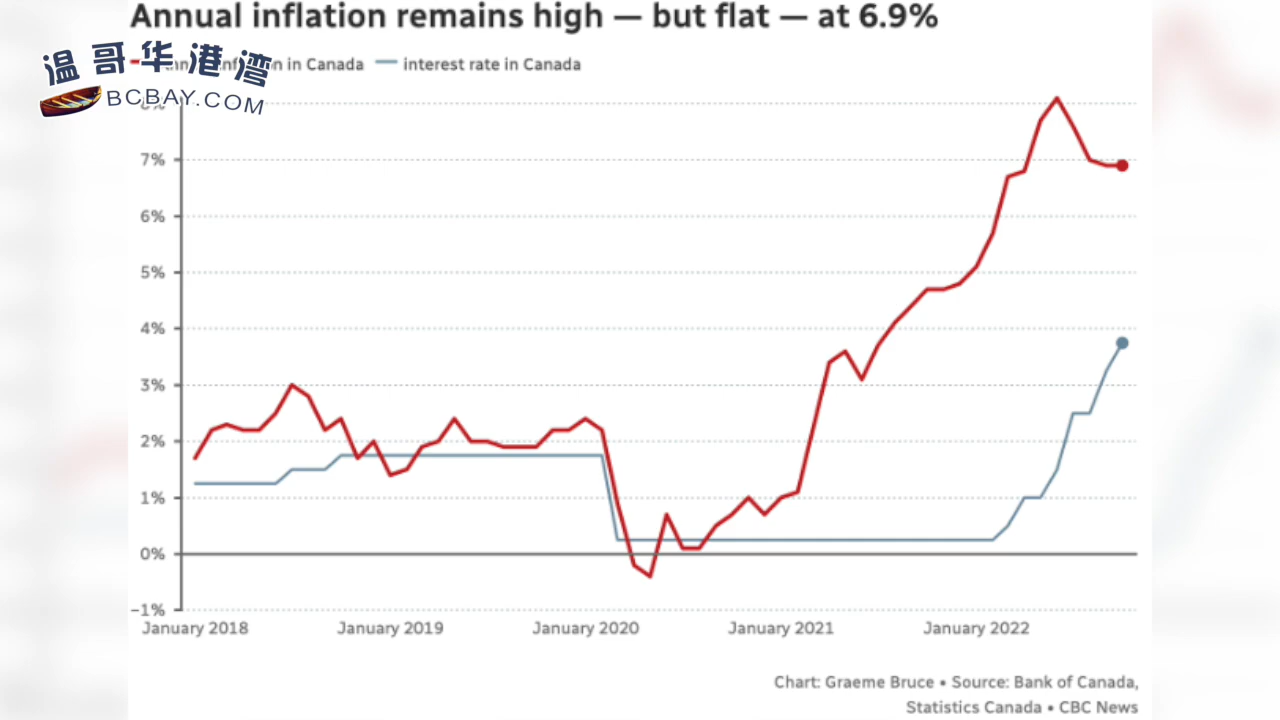 Annual inflation remains high — but flat — at 6.9%
温哥华港湾
BCBAY.COM
in Canada
interest rate in Canada
7%
6%
5%
4%
3%
2%
1%
0%
−1%
January 2018
January 2019
January 2020
January 2021
January 2022
Chart: Graeme Bruce • Source: Bank of Canada,
Statistics Canada • CBC News